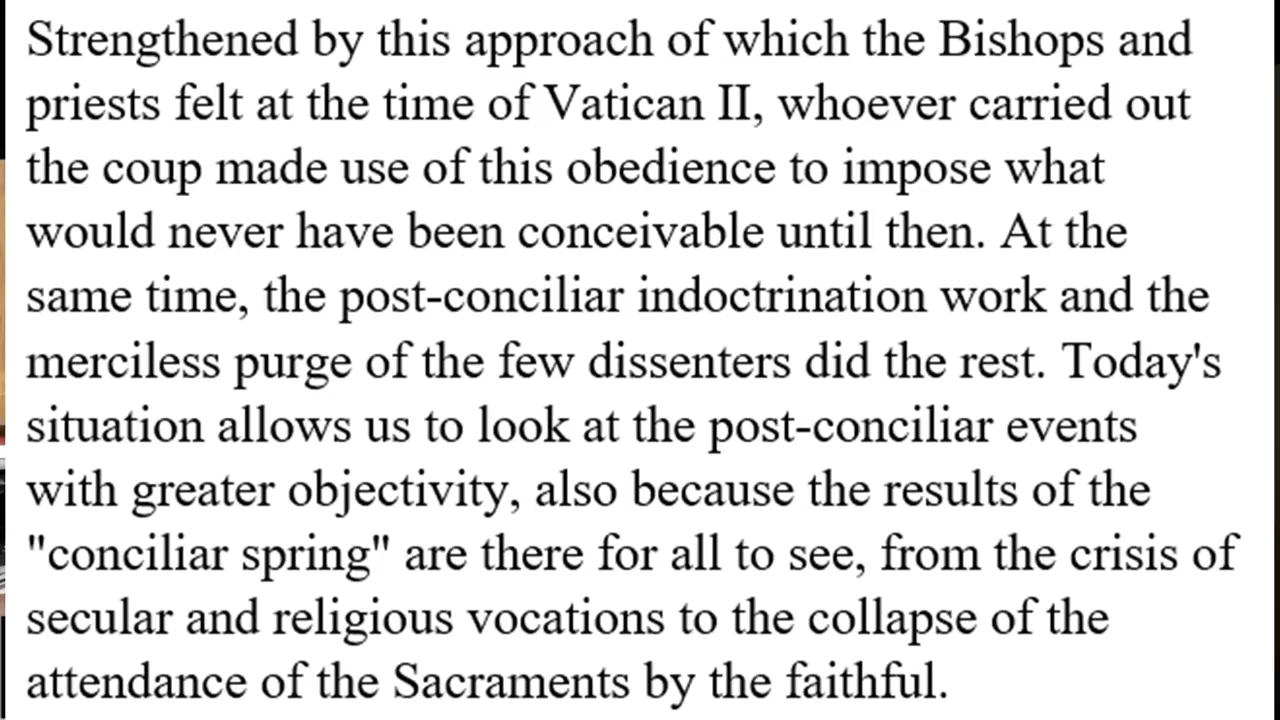 Strengthened by this approach of which the Bishops and
priests felt at the time of Vatican II, whoever carried out
the coup made use of this obedience to impose what
would never have been conceivable until then. At the
same time, the post-conciliar indoctrination work and the
merciless purge of the few dissenters did the rest. Today's
situation allows us to look at the post-conciliar events
with greater objectivity, also because the results of the
"conciliar spring" are there for all to see, from the crisis of
secular and religious vocations to the collapse of the
attendance of the Sacraments by the faithful.